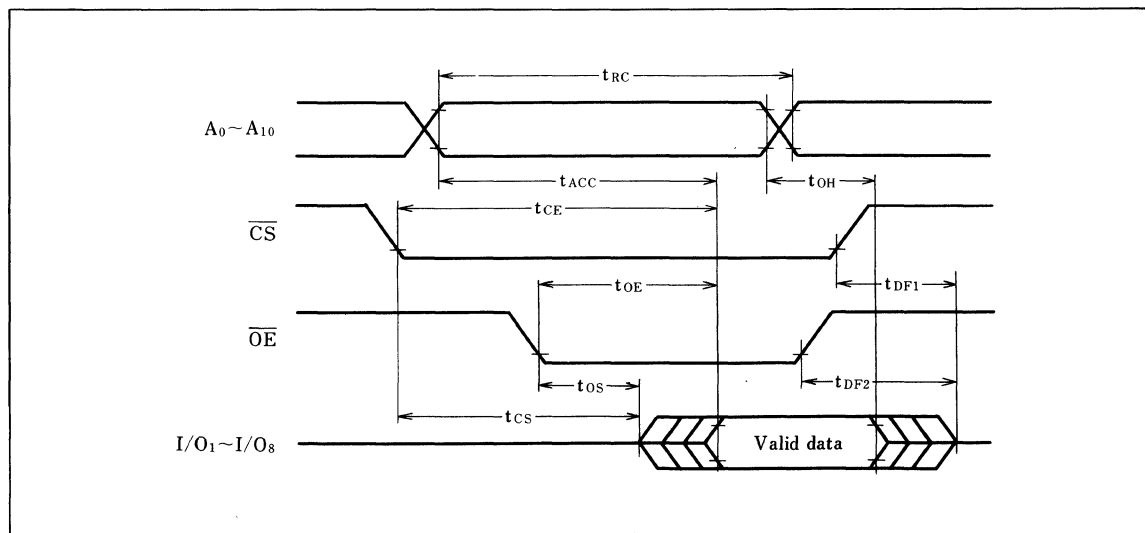 tRC
A0~A10
tACC
tOH
tCE
CS
tDF1
tOE
OE
tDF2
tOS
tCS
I/O1~I/O8
Valid data